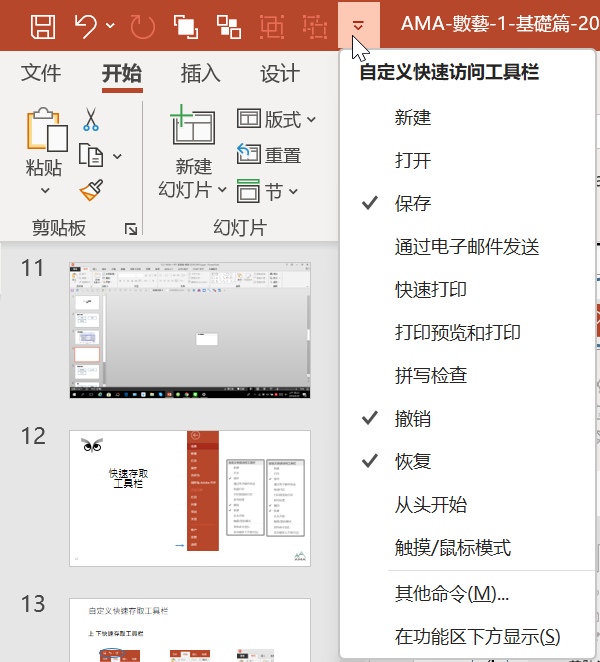 AMA-數藝-1-基礎篇-20
文件
开始
插入
设计
粘贴
剪贴板
新建
幻灯片
版式
重置
节
幻灯片
自定义快速访问工具栏
新建
打开
保存
通过电子邮件发送
快速打印
打印预览和打印
拼写检查
撤销
恢复
从头开始
触摸/鼠标模式
其他命令(M)...
在功能区下方显示(S)
11
12
快速存取
工具栏
13
自定义快速存取工具栏
上下快速存取工具栏